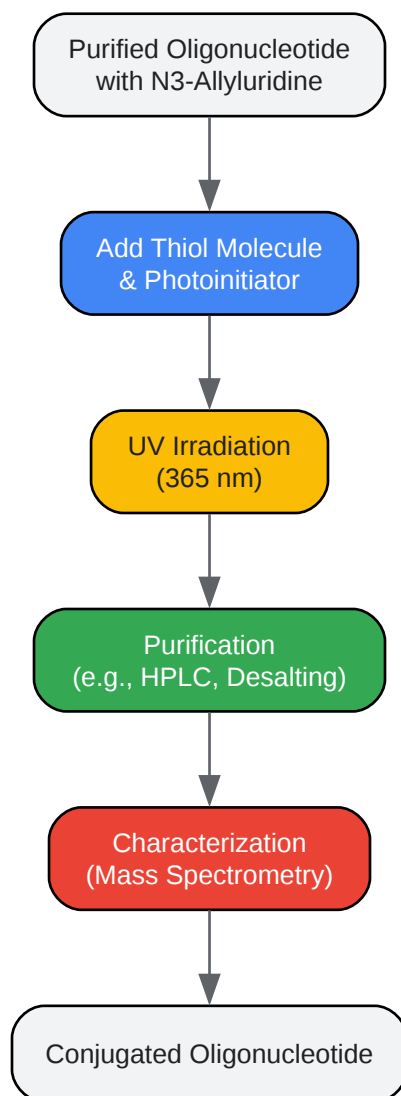 Purified Oligonucleotide
with N3-Allyluridine
Add Thiol Molecule
& Photoinitiator
UV Irradiation
(365 nm)
Purification
(e.g., HPLC, Desalting)
Characterization
(Mass Spectrometry)
Conjugated Oligonucleotide